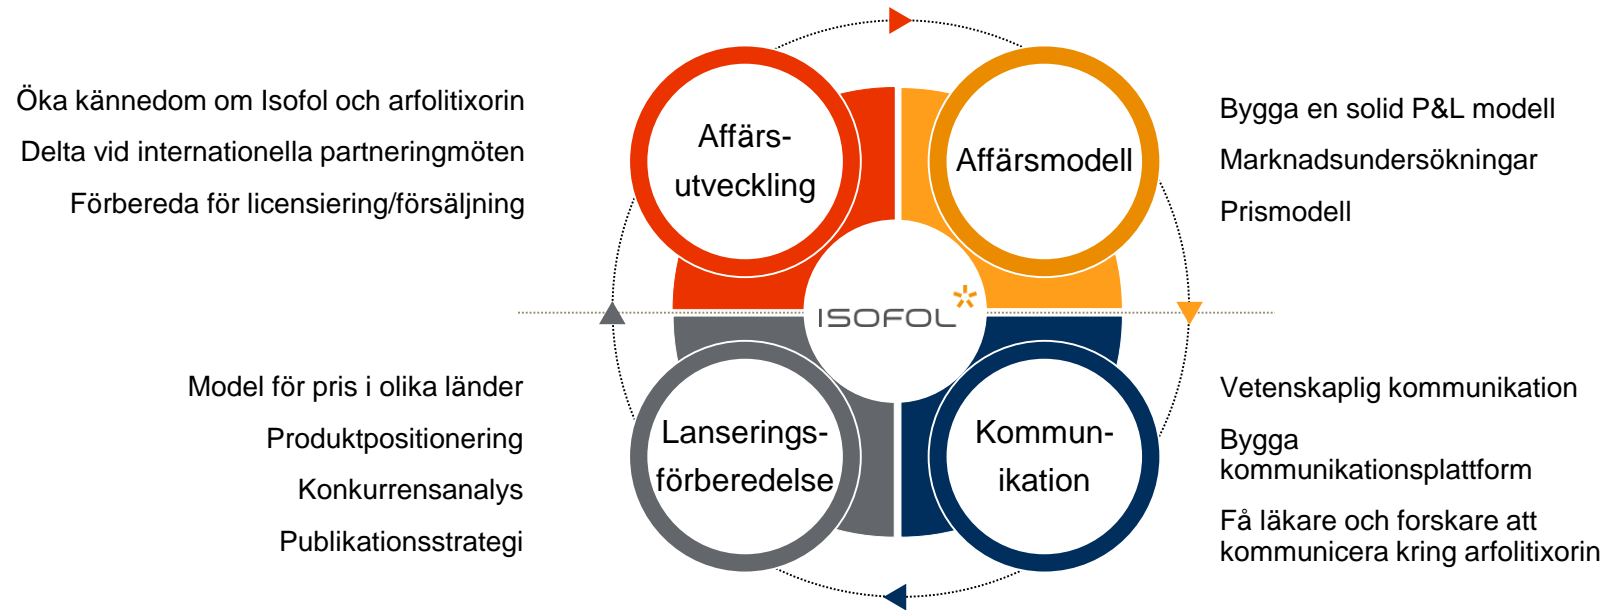 Öka kännedom om Isofol och arfolitixorin
Delta vid internationella partneringmöten
Förbereda för licensiering/försäljning
Affärs-
utveckling
Affärsmodell
Bygga en solid P&L modell
Marknadsundersökningar
Prismodell
ISOFOL
Model för pris i olika länder
Produktpositionering
Konkurrensanalys
Publikationsstrategi
Lanserings-
förberedelse
Kommun-
ikation
Vetenskaplig kommunikation
Bygga
kommunikationsplattform
Få läkare och forskare att
kommunicera kring arfolitixorin